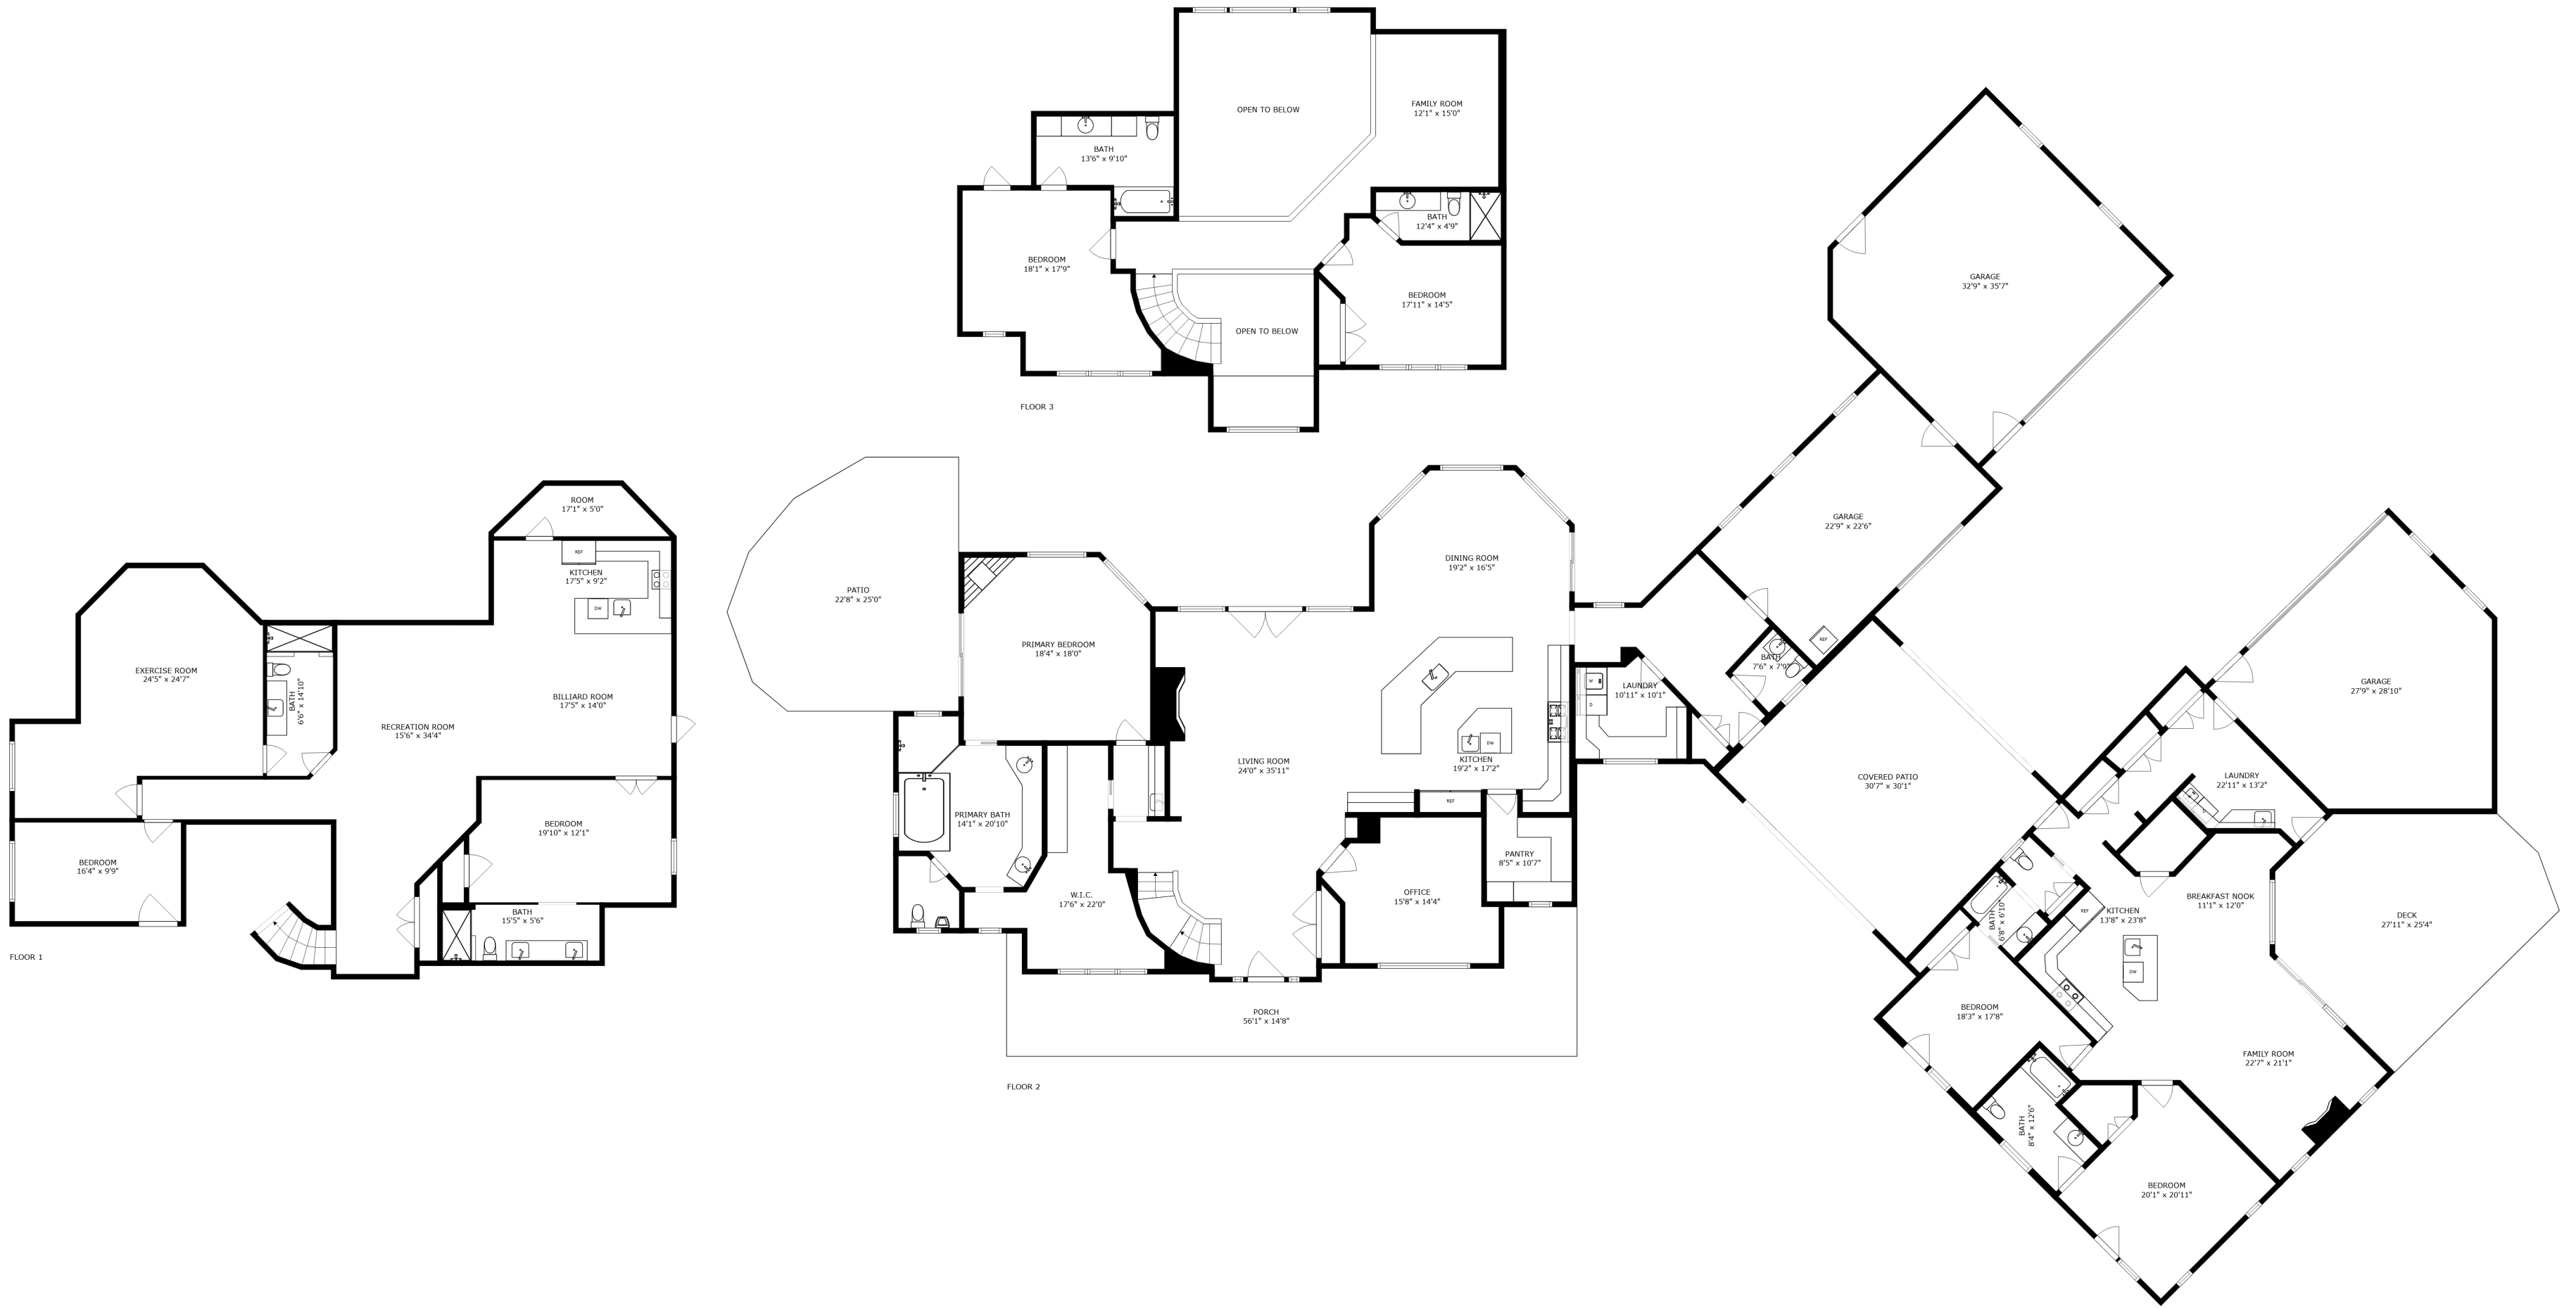 OPEN TO BELOW
FAMILY ROOM
12'1" x 15'0"
BATH
13'6" x 9'10"
BATH
12'4" x 4'9"
BEDROOM
18'1" x 17'9"
BEDROOM
17'11" x 14'5"
OPEN TO BELOW
FLOOR 3
ROOM
17'1" x 5'0"
REF
KITCHEN
17'5" x 9'2"
DW
EXERCISE ROOM
24'5" x 24'7"
BATH
6'6" x 14'10"
BILLIARD ROOM
17'5" x 14'0"
RECREATION ROOM
15'6" x 34'4"
BEDROOM
19'10" x 12'1"
BEDROOM
16'4" x 9'9"
BATH
15'5" x 5'6"
FLOOR 1
PATIO
22'8" x 25'0"
PRIMARY BEDROOM
18'4" x 18'0"
DINING ROOM
19'2" x 16'5"
LIVING ROOM
24'0" x 35'11"
DW
KITCHEN
19'2" x 17'2"
REF
PRIMARY BATH
14'1" x 20'10"
W.I.C.
17'6" x 22'0"
OFFICE
15'8" x 14'4"
PANTRY
8'5" x 10'7"
PORCH
56'1" x 14'8"
FLOOR 2
W
D
LAUNDRY
10'11" x 10'1"
BATH
7'6" x 7'9"
REF
GARAGE
22'9" x 22'6"
GARAGE
32'9" x 35'7"
COVERED PATIO
30'7" x 30'1"
GARAGE
27'9" x 28'10"
LAUNDRY
22'11" x 13'2"
BREAKFAST NOOK
11'1" x 12'0"
DECK
27'11" x 25'4"
BATH
6'8" x 6'10"
REF
KITCHEN
13'8" x 23'8"
DW
BEDROOM
18'3" x 17'8"
FAMILY ROOM
22'7" x 21'1"
BATH
8'4" x 12'6"
BEDROOM
20'1" x 20'11"